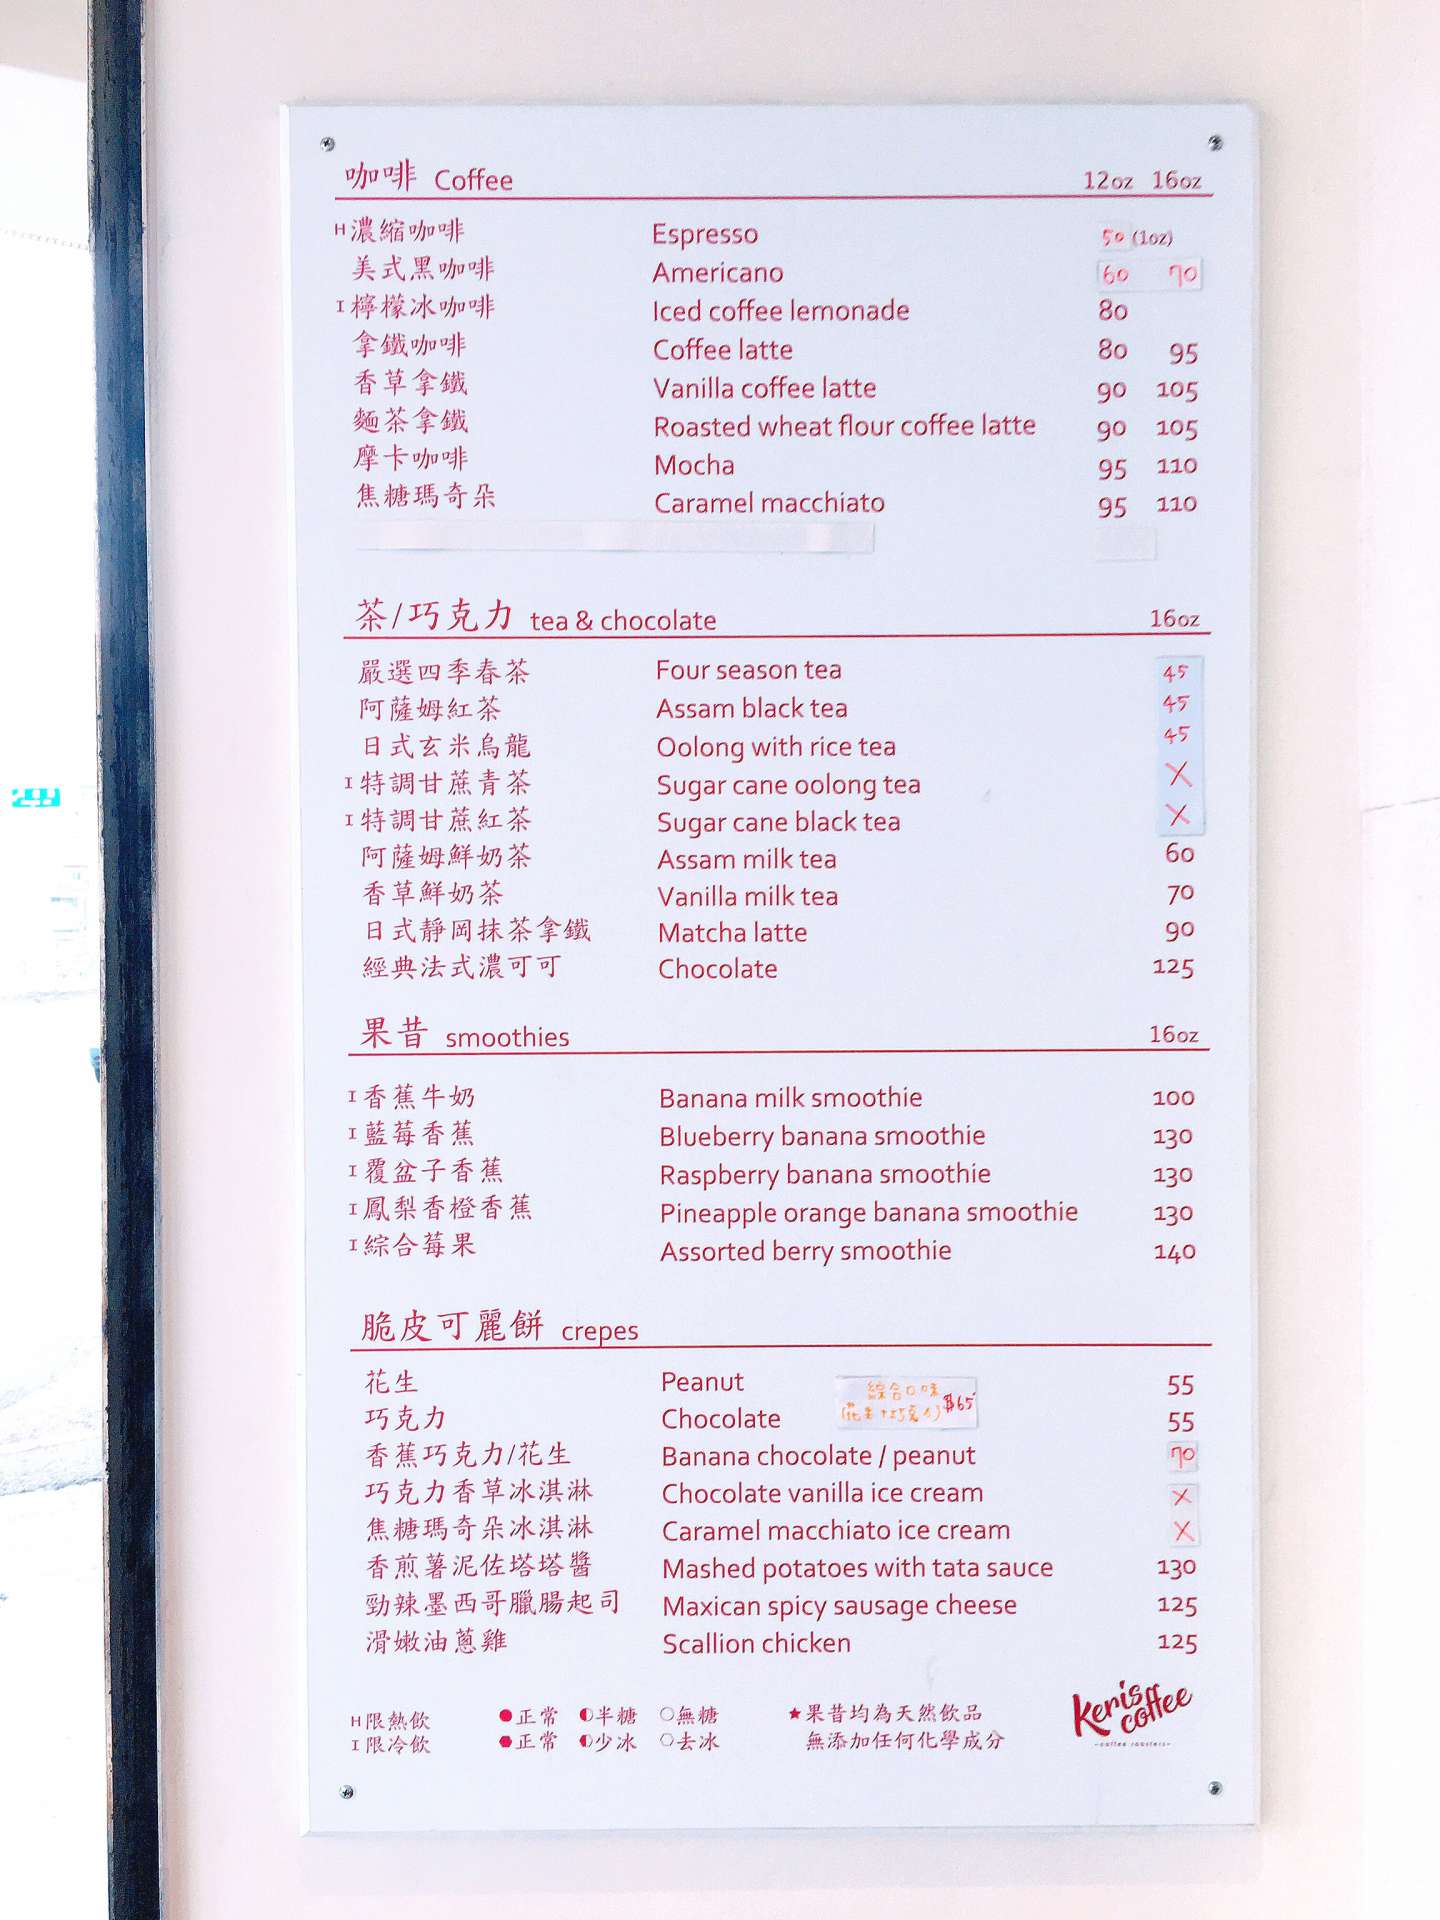 咖啡 Coffee 12oz 16oz
H 濃縮咖啡 Espresso 50 (1oz)
美式黑咖啡 Americano 60 70
I 檸檬冰咖啡 Iced coffee lemonade 80
拿鐵咖啡 Coffee latte 80 95
香草拿鐵 Vanilla coffee latte 90 105
麵茶拿鐵 Roasted wheat flour coffee latte 90 105
摩卡咖啡 Mocha 95 110
焦糖瑪奇朵 Caramel macchiato 95 110
茶/巧克力 tea & chocolate 16oz
嚴選四季春茶 Four season tea 45
阿薩姆紅茶 Assam black tea 45
日式玄米烏龍 Oolong with rice tea 45
I 特調甘蔗青茶 Sugar cane oolong tea X
I 特調甘蔗紅茶 Sugar cane black tea X
阿薩姆鮮奶茶 Assam milk tea 60
香草鮮奶茶 Vanilla milk tea 70
日式靜岡抹茶拿鐵 Matcha latte 90
經典法式濃可可 Chocolate 125
果昔 smoothies 16oz
I 香蕉牛奶 Banana milk smoothie 100
I 藍莓香蕉 Blueberry banana smoothie 130
I 覆盆子香蕉 Raspberry banana smoothie 130
I 鳳梨香橙香蕉 Pineapple orange banana smoothie 130
I 綜合莓果 Assorted berry smoothie 140
脆皮可麗餅 crepes
花生 Peanut 55
綜合口味
(花生+巧克力) $65
巧克力 Chocolate 55
香蕉巧克力/花生 Banana chocolate / peanut 70
巧克力香草冰淇淋 Chocolate vanilla ice cream X
焦糖瑪奇朵冰淇淋 Caramel macchiato ice cream X
香煎薯泥佐塔塔醬 Mashed potatoes with tata sauce 130
勁辣墨西哥臘腸起司 Maxican spicy sausage cheese 125
滑嫩油蔥雞 Scallion chicken 125
H 限熱飲 ●正常 ◐半糖 ○無糖 ★果昔均為天然飲品
I 限冷飲 ●正常 ◐少冰 ○去冰 無添加任何化學成分
Keris coffee
~coffee roasters~